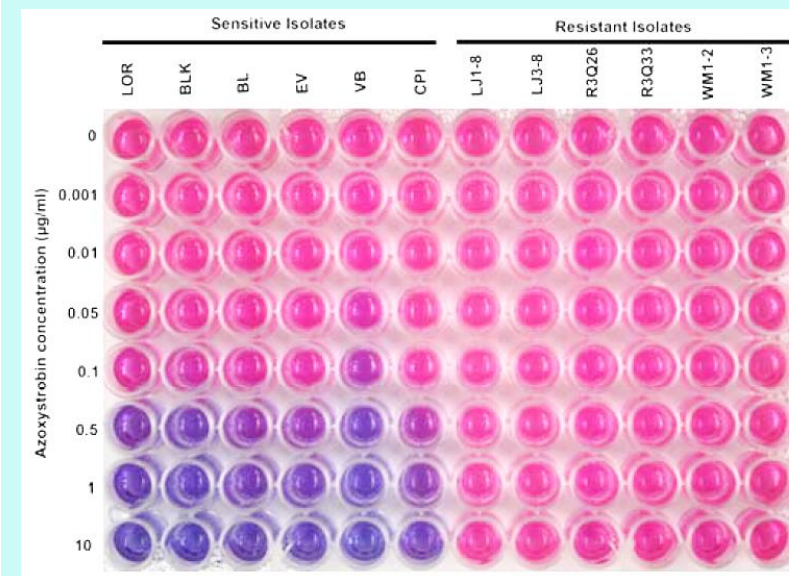 Sensitive Isolates Resistant Isolates
LOR BLK BL EV VB CPI LJ1-8 LJ3-8 R3Q26 R3Q33 WM1-2 WM1-3
Azoxystrobin concentration (µg/ml)
0
0.001
0.01
0.05
0.1
0.5
1
10